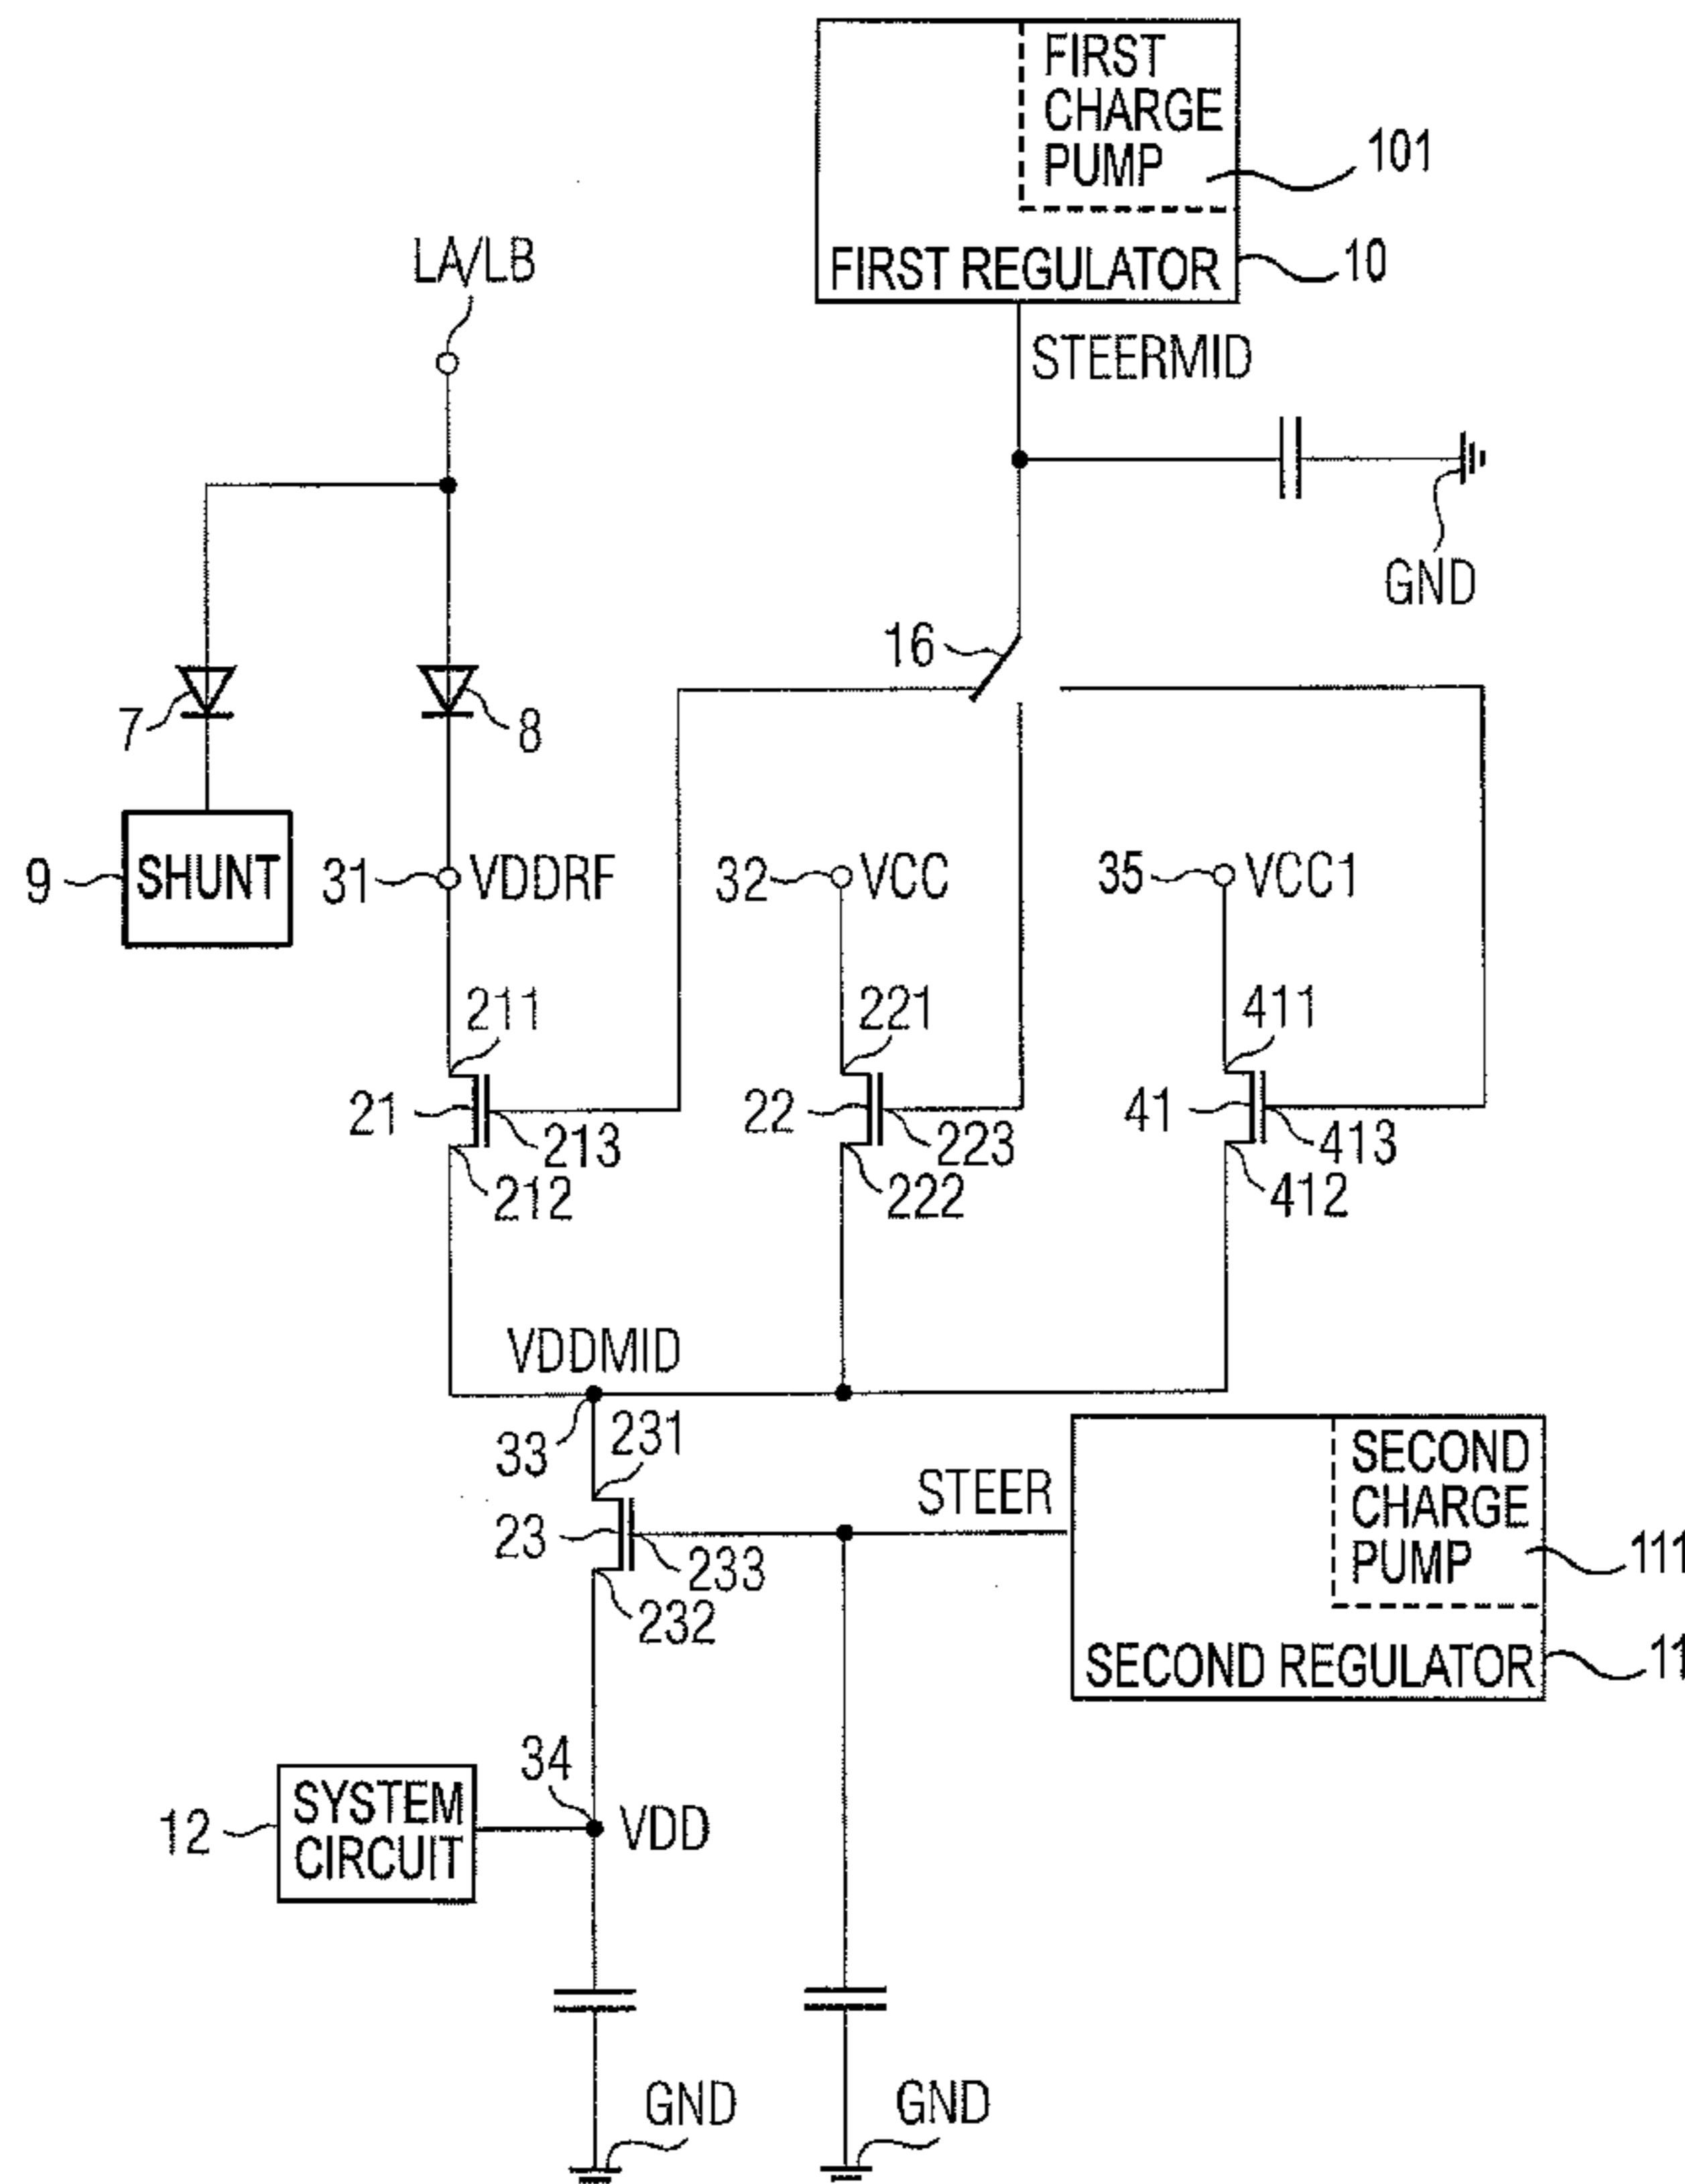 FIRST
CHARGE
PUMP
101
FIRST REGULATOR
10
LA/LB
STEERMID
GND
16
7
8
9
SHUNT
31
VDDRF
32
VCC
35
VCC1
211
221
411
21
213
22
223
41
413
212
222
412
VDDMID
33
231
SECOND
CHARGE
PUMP
111
STEER
23
233
232
SECOND REGULATOR
11
34
SYSTEM
CIRCUIT
12
VDD
GND
GND